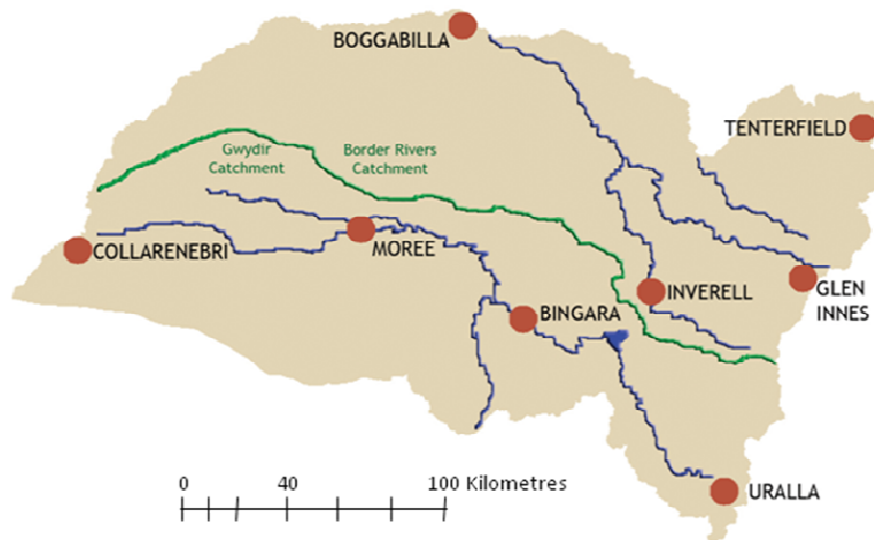 BOGGABILLA
TENTERFIELD
Gwydir
Catchment
Border Rivers
Catchment
COLLARENEBRI
MOREE
INVERELL
GLEN
INNES
BINGARA
0 40 100 Kilometres
URALLA